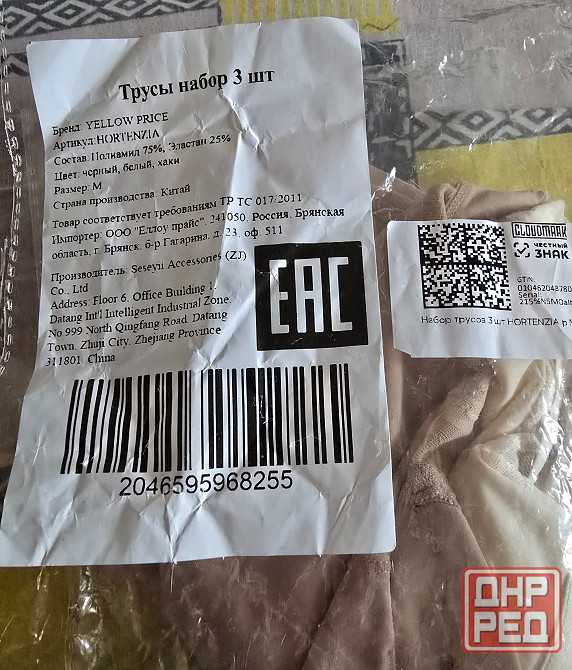 Трусы набор 3 шт
Бренд: YELLOW PRICE
Артикул:HORTENZIA
Состав: Полиамид 75%, Эластан 25%
Цвет: черный, белый, хаки
Размер: M
Страна производства: Китай
Товар соответствует требованиям ТР ТС 017/2011
Импортер: ООО "Еллоу прайс", 241050, Россия, Брянская
область, г. Брянск, б-р Гагарина, д. 23, оф. 511
Производитель: Seseyii Accessories (ZJ)
Co., Ltd
Address: Floor 6, Office Building 1,
Datang Int'l Intelligent Industrial Zone,
No.999 North Qingfang Road, Datang
Town, Zhuji City, Zhejiang Province
311801, China
EAC
2046595968255
CLOUDMARK
ЧЕСТНЫЙ
ЗНАК
GTIN:
010462048780
Serial:
Набор трусов 3 шт HORTENZIA р
ДНР
РЕД